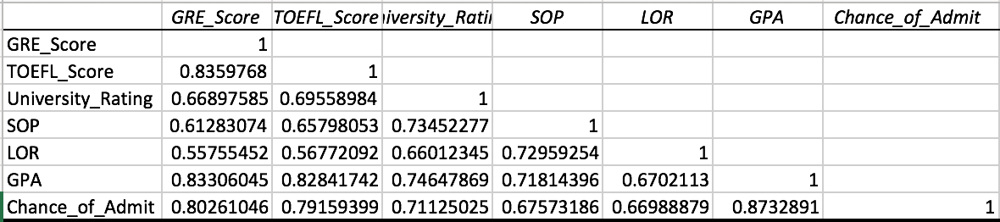 GRE_Score TOEFL_Score iversity_Ratin SOP LOR GPA Chance_of_Admit
GRE_Score 1
TOEFL_Score 0.8359768 1
University_Rating 0.66897585 0.69558984 1
SOP 0.61283074 0.65798053 0.73452277 1
LOR 0.55755452 0.56772092 0.66012345 0.72959254 1
GPA 0.83306045 0.82841742 0.74647869 0.71814396 0.6702113 1
Chance_of_Admit 0.80261046 0.79159399 0.71125025 0.67573186 0.66988879 0.8732891 1